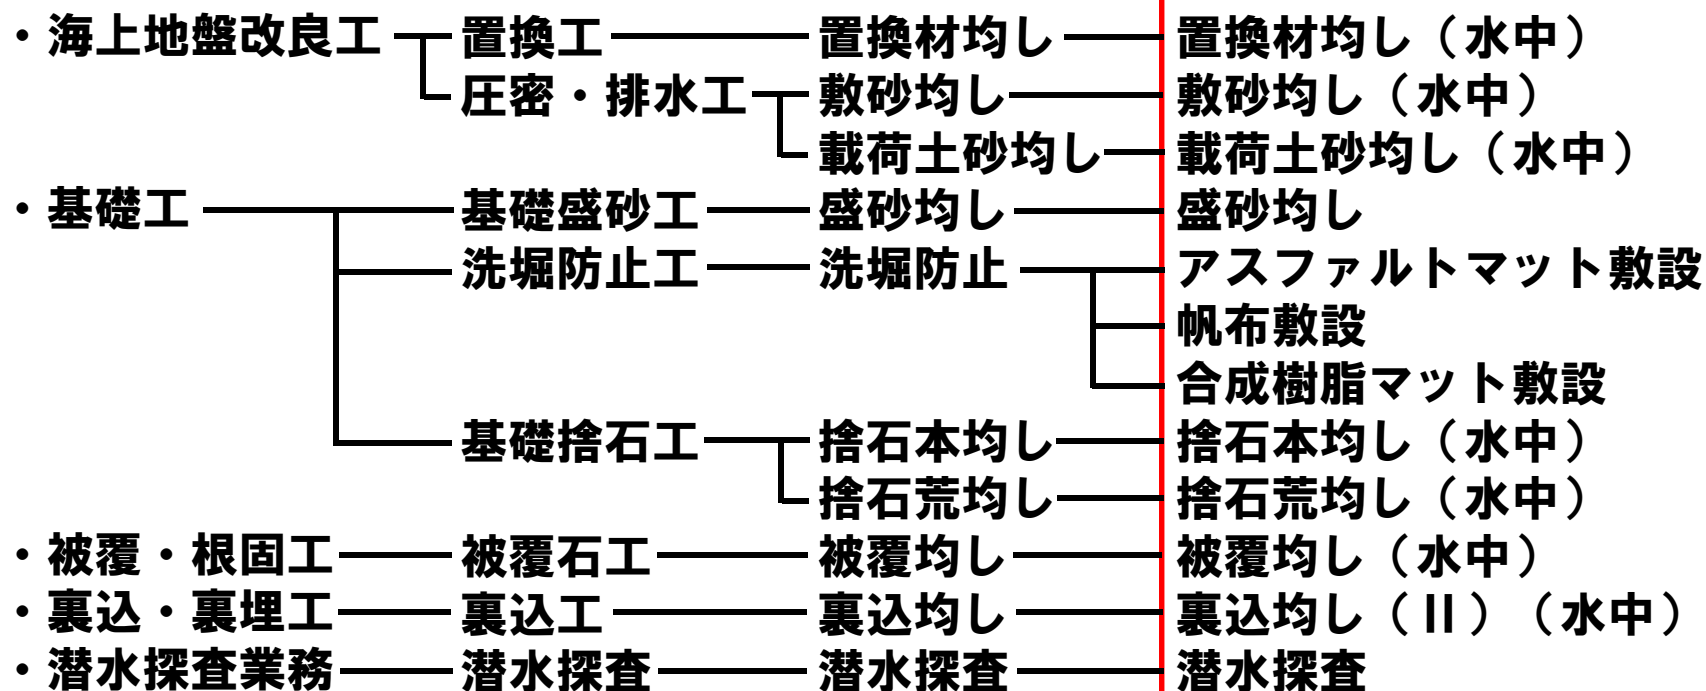 ・海上地盤改良工 置換工 置換材均し 置換材均し（水中）
圧密・排水工 敷砂均し 敷砂均し（水中）
載荷土砂均し 載荷土砂均し（水中）
・基礎工 基礎盛砂工 盛砂均し 盛砂均し
洗堀防止工 洗堀防止 アスファルトマット敷設
帆布敷設
合成樹脂マット敷設
基礎捨石工 捨石本均し 捨石本均し（水中）
捨石荒均し 捨石荒均し（水中）
・被覆・根固工 被覆石工 被覆均し 被覆均し（水中）
・裏込・裏埋工 裏込工 裏込均し 裏込均し（Ⅱ）（水中）
・潜水探査業務 潜水探査 潜水探査 潜水探査